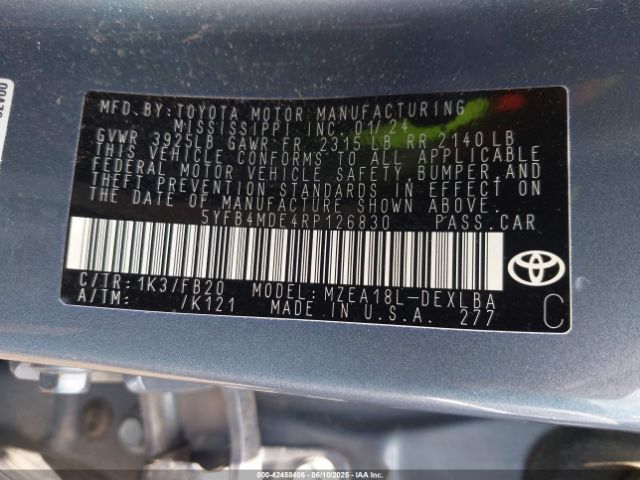 MFD. BY: TOYOTA MOTOR MANUFACTURING
MISSISSIPPI, INC. 01/24
GVWR 3925LB GAWR FR 2315 LB RR 2140 LB
THIS VEHICLE CONFORMS TO ALL APPLICABLE
FEDERAL MOTOR VEHICLE SAFETY, BUMPER, AND
THEFT PREVENTION STANDARDS IN EFFECT ON
THE DATE OF MANUFACTURE SHOWN ABOVE.
5YFB4MDE4RP126830 PASS. CAR
C/TR: 1K3/FB20 MODEL: MZEA18L-DEXLBA
A/TM: /K121 MADE IN U.S.A. 277
C
000-42458406 - 06/10/2025 - IAA Inc.